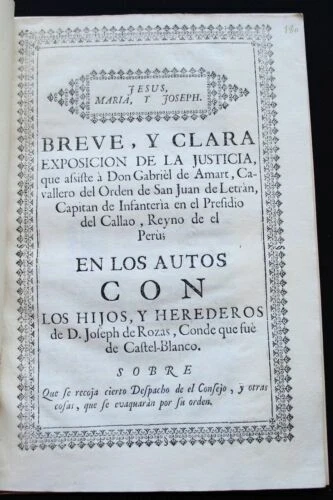 JESUS,
MARIA, Y JOSEPH.
BREVE, Y CLARA
EXPOSICION DE LA JUSTICIA,
que assiste à Don Gabrièl de Amart, Ca-
vallero del Orden de San Juan de Letràn,
Capitan de Infanteria en el Presidio
del Callao, Reyno de el
Perù;
EN LOS AUTOS
CON
LOS HIJOS, Y HEREDEROS
de D. Joseph de Rozas, Conde que fuè
de Castel-Blanco.
SOBRE
Que se recoja cierto Despacho de el Consejo, y otras
cosas, que se evaquaràn por su orden.